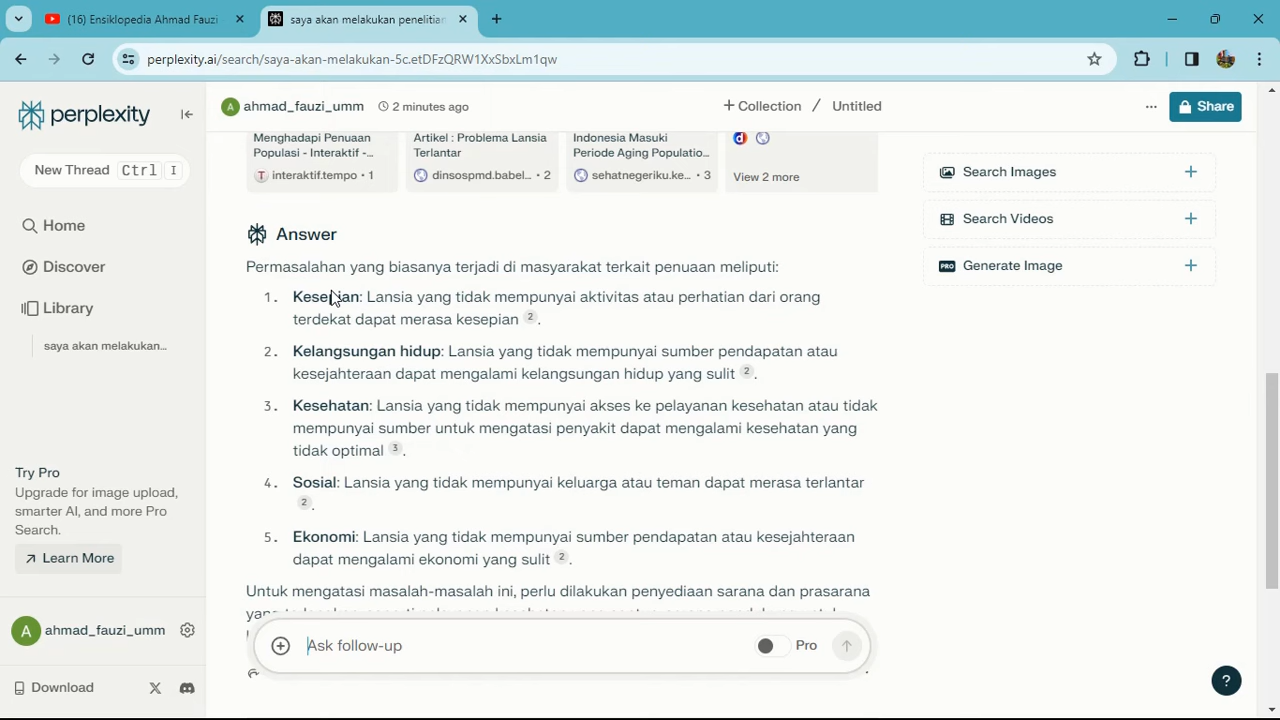 (16) Ensiklopedia Ahmad Fauzi
saya akan melakukan penelitian
perplexity.ai/search/saya-akan-melakukan-5c.etDFzQRW1XxSbxLm1qw
perplexity
New Thread Ctrl I
Home
Discover
Library
saya akan melakukan...
Try Pro
Upgrade for image upload,
smarter AI, and more Pro
Search.
Learn More
A ahmad_fauzi_umm
Download
A ahmad_fauzi_umm 2 minutes ago
+ Collection / Untitled
... Share
Menghadapi Penuaan
Populasi - Interaktif -...
interaktif.tempo • 1
Artikel : Problema Lansia
Terlantar
dinsospmd.babel... • 2
Indonesia Masuki
Periode Aging Populatio...
sehatnegeriku.ke... • 3
View 2 more
Answer
Permasalahan yang biasanya terjadi di masyarakat terkait penuaan meliputi:
1. Kesepian: Lansia yang tidak mempunyai aktivitas atau perhatian dari orang
terdekat dapat merasa kesepian 2.
2. Kelangsungan hidup: Lansia yang tidak mempunyai sumber pendapatan atau
kesejahteraan dapat mengalami kelangsungan hidup yang sulit 2.
3. Kesehatan: Lansia yang tidak mempunyai akses ke pelayanan kesehatan atau tidak
mempunyai sumber untuk mengatasi penyakit dapat mengalami kesehatan yang
tidak optimal 3.
4. Sosial: Lansia yang tidak mempunyai keluarga atau teman dapat merasa terlantar
2.
5. Ekonomi: Lansia yang tidak mempunyai sumber pendapatan atau kesejahteraan
dapat mengalami ekonomi yang sulit 2.
Untuk mengatasi masalah-masalah ini, perlu dilakukan penyediaan sarana dan prasarana
Ask follow-up
Pro
Search Images +
Search Videos +
PRO Generate Image +
?